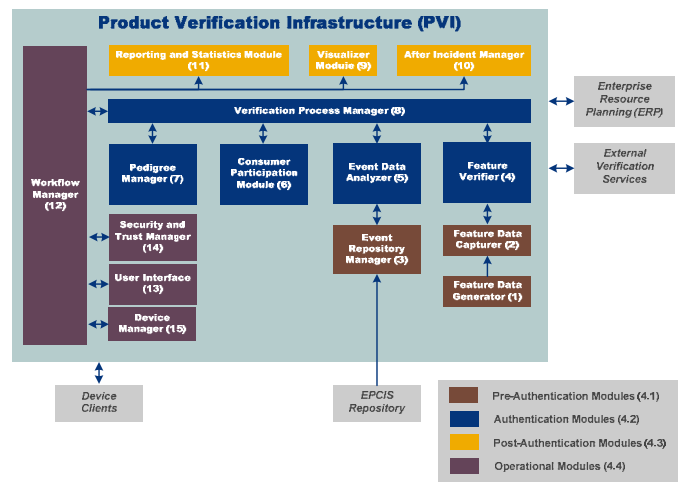 Product Verification Infrastructure (PVI)
Reporting and Statistics Module
(11)
Visualizer
Module (9)
After Incident Manager
(10)
Verification Process Manager (8)
Enterprise
Resource
Planning (ERP)
Workflow
Manager
(12)
Pedigree
Manager (7)
Consumer
Participation
Module (6)
Event Data
Analyzer (5)
Feature
Verifier (4)
External
Verification
Services
Security and
Trust Manager
(14)
Event
Repository
Manager (3)
Feature Data
Capturer (2)
User Interface
(13)
Feature Data
Generator (1)
Device
Manager (15)
Device
Clients
EPCIS
Repository
Pre-Authentication Modules (4.1)
Authentication Modules (4.2)
Post-Authentication Modules (4.3)
Operational Modules (4.4)